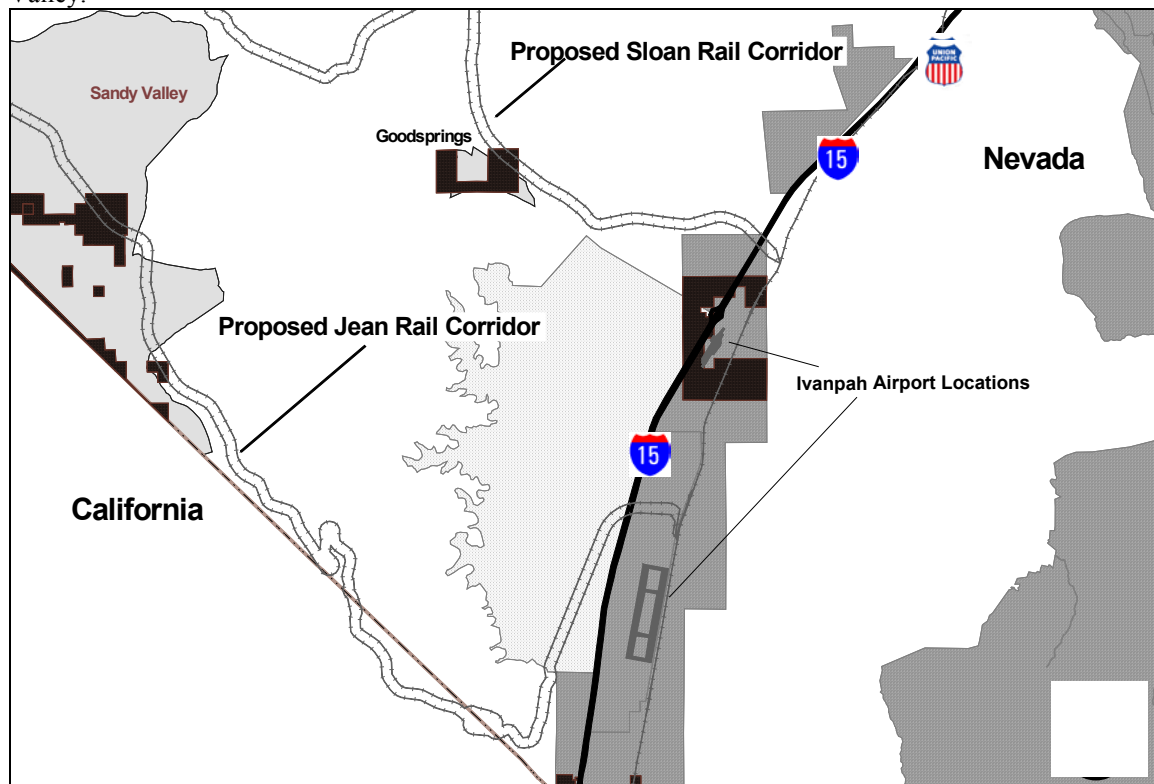 Valley.
Proposed Sloan Rail Corridor
UNION
PACIFIC
Sandy Valley
Goodsprings
15
Nevada
Proposed Jean Rail Corridor
Ivanpah Airport Locations
15
California